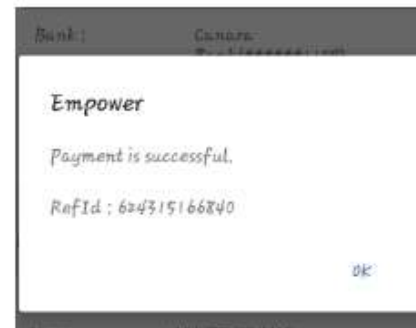 Bank :
Canara
Empower
Payment is successful.
RefId : 624315166840
OK